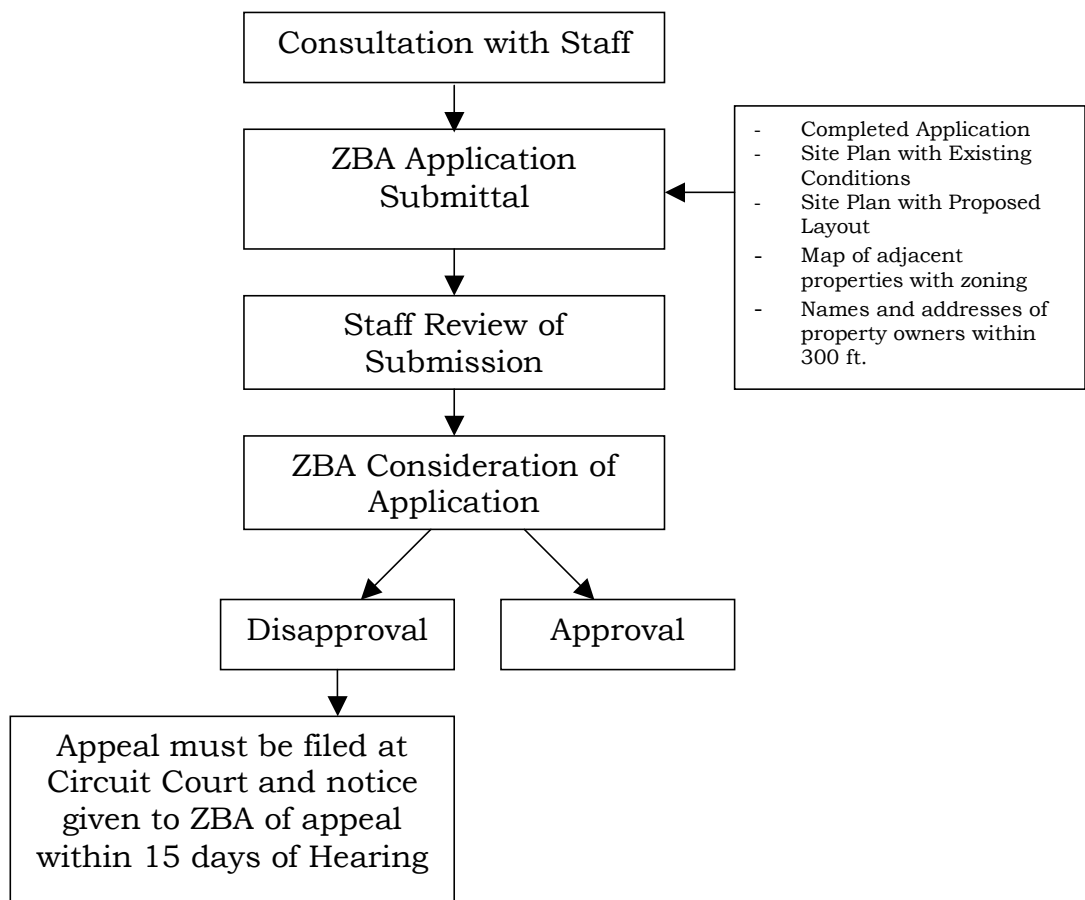 Consultation with Staff
ZBA Application
Submittal
- Completed Application
- Site Plan with Existing
Conditions
- Site Plan with Proposed
Layout
- Map of adjacent
properties with zoning
- Names and addresses of
property owners within
300 ft.
Staff Review of
Submission
ZBA Consideration of
Application
Disapproval
Approval
Appeal must be filed at
Circuit Court and notice
given to ZBA of appeal
within 15 days of Hearing